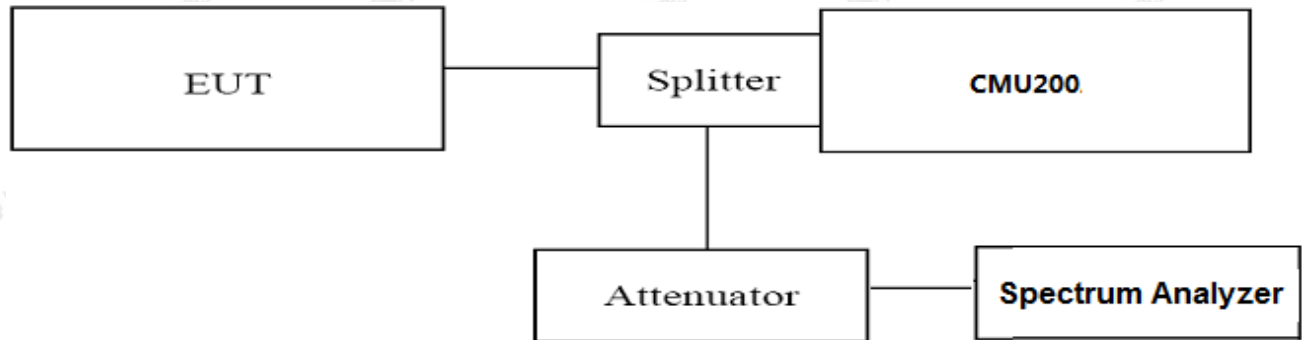 EUT
Splitter
CMU200
Attenuator
Spectrum Analyzer